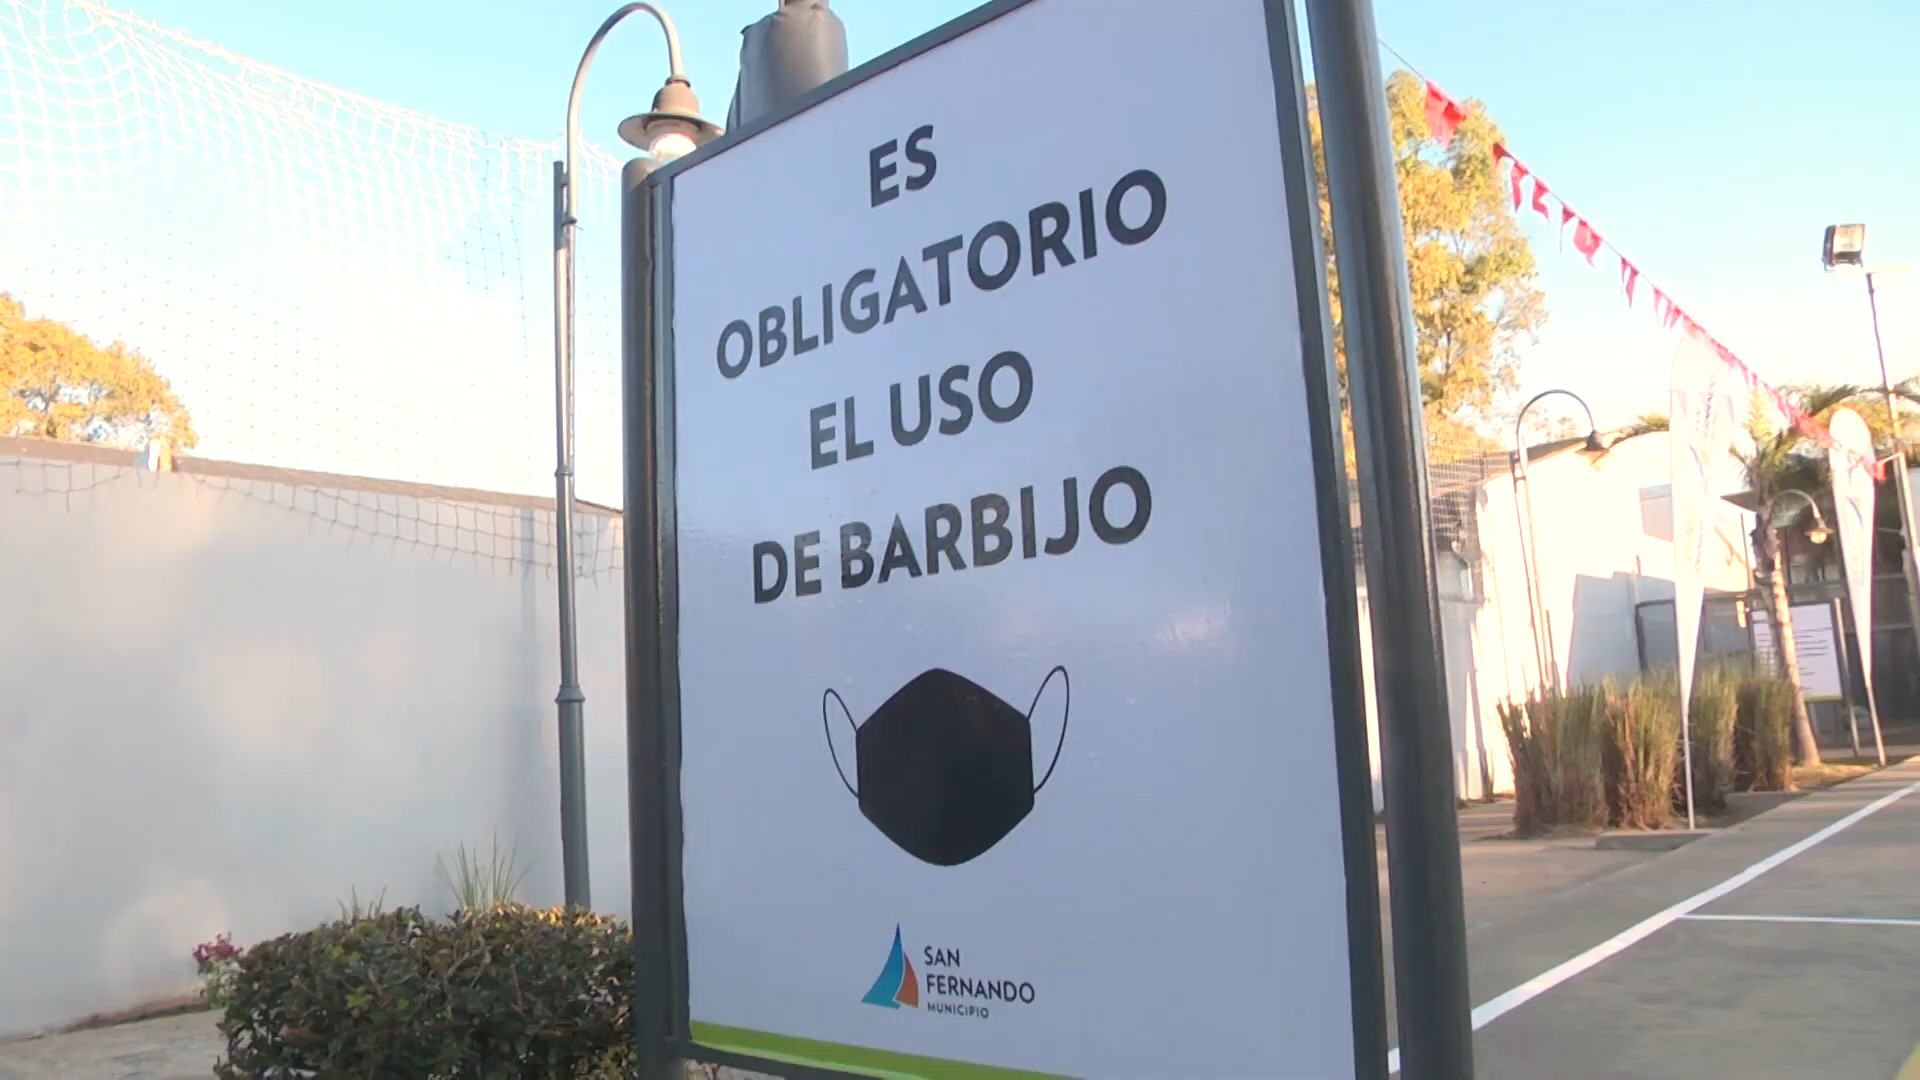 ES
OBLIGATORIO
EL USO
DE BARBIJO
SAN
FERNANDO
MUNICIPIO